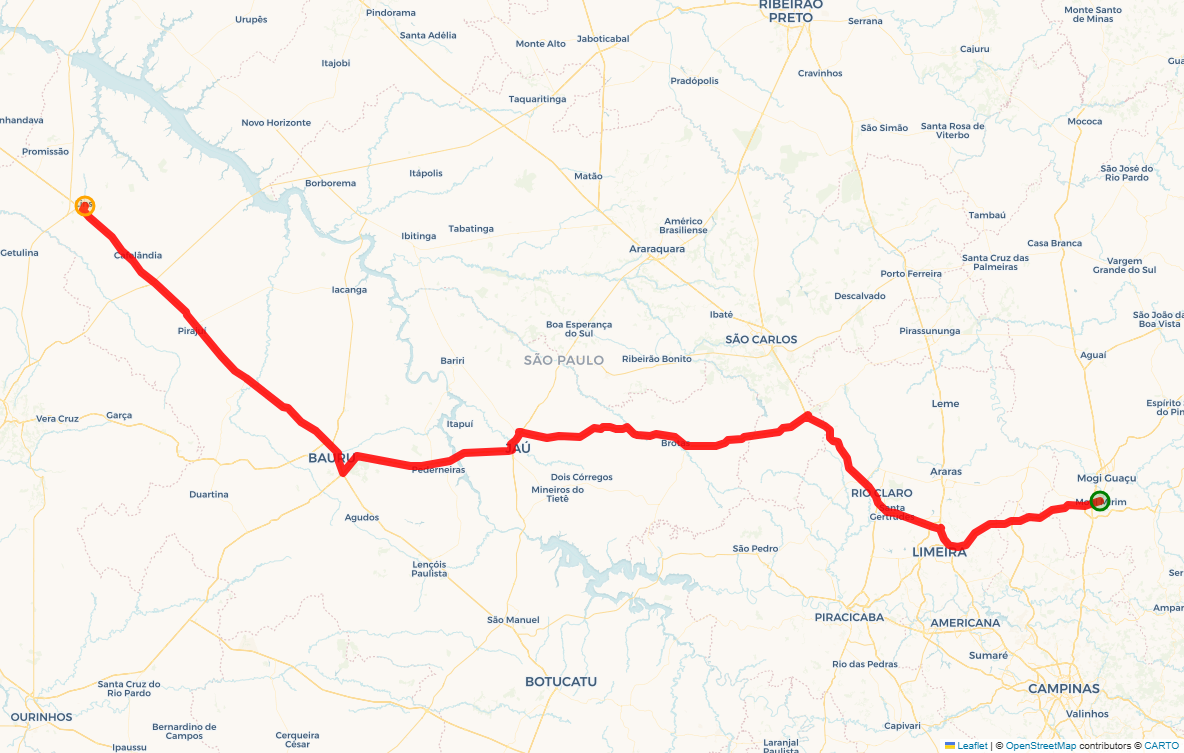 RIBEIRÃO
PRETO
Monte Santo
de Minas
Pindorama
Urupês
Serrana
Santa Adélia
Jaboticabal
Monte Alto
Cajuru
Itajobi
Cravinhos
Pradópolis
Taquaritinga
nhandava
Novo Horizonte
São Simão
Santa Rosa de
Viterbo
Mococa
Promissão
São José do
Rio Pardo
Itápolis
Matão
Borborema
Tambaú
Américo
Brasiliense
Tabatinga
Ibitinga
Araraquara
Casa Branca
Getulina
Santa Cruz das
Palmeiras
Vargem
Grande do Sul
Porto Ferreira
Iacanga
Descalvado
Ibaté
São João da
Boa Vista
Boa Esperança
do Sul
Pirassununga
SÃO CARLOS
SÃO PAULO
Ribeirão Bonito
Bariri
Aguaí
Leme
Espírito
do Pin
Vera Cruz
Garça
Itapuí
JAÚ
BAURU
Pederneiras
Araras
Dois Córregos
Mogi Guaçu
Mineiros do
Tietê
RIO CLARO
Duartina
Santa
Gertrudes
Agudos
LIMEIRA
São Pedro
Lençóis
Paulista
Ser
Ampar
São Manuel
PIRACICABA
AMERICANA
Sumaré
Rio das Pedras
BOTUCATU
Santa Cruz do
Rio Pardo
CAMPINAS
OURINHOS
Valinhos
Bernardino de
Campos
Capivari
Cerqueira
César
Ipaussu
Laranjal
Paulista
Leaflet | © OpenStreetMap contributors © CARTO